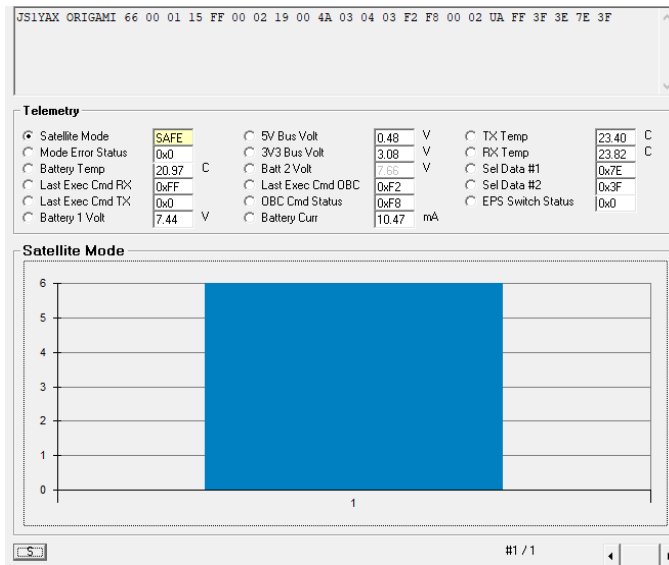 JS1YAX ORIGAMI 66 00 01 15 FF 00 02 19 00 4A 03 04 03 F2 F8 00 02 UA FF 3F 3E 7E 3F
Telemetry
Satellite Mode SAFE 5V Bus Volt 0.48 V TX Temp 23.40 C
Mode Error Status 0x0 3V3 Bus Volt 3.08 V RX Temp 23.82 C
Battery Temp 20.97 C Batt 2 Volt 7.66 V Sel Data #1 0x7E
Last Exec Cmd RX 0xFF Last Exec Cmd OBC 0xF2 Sel Data #2 0x3F
Last Exec Cmd TX 0x0 OBC Cmd Status 0xF8 EPS Switch Status 0x0
Battery 1 Volt 7.44 V Battery Curr 10.47 mA
Satellite Mode
6
5
4
3
2
1
0
1
S #1 / 1